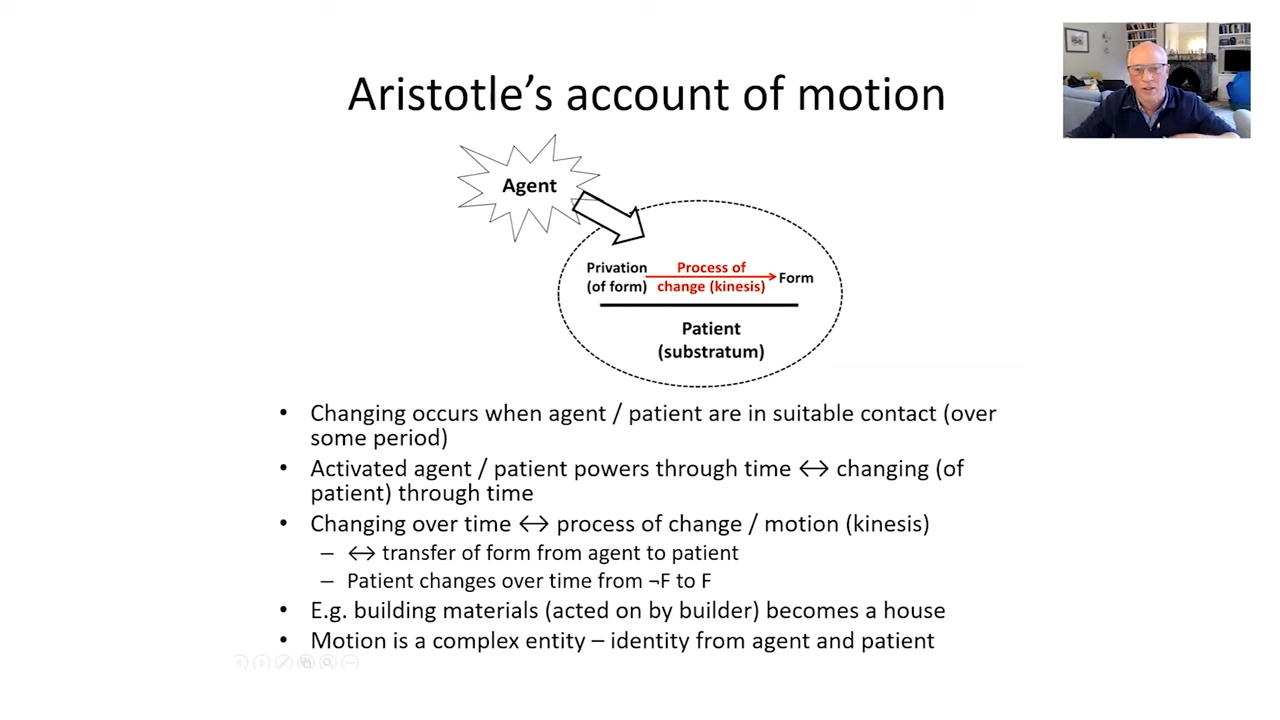 Aristotle’s account of motion
Agent
Privation
(of form)
Process of
change (kinesis)
Form
Patient
(substratum)
• Changing occurs when agent / patient are in suitable contact (over
some period)
• Activated agent / patient powers through time ↔ changing (of
patient) through time
• Changing over time ↔ process of change / motion (kinesis)
– ↔ transfer of form from agent to patient
– Patient changes over time from ¬F to F
• E.g. building materials (acted on by builder) becomes a house
• Motion is a complex entity – identity from agent and patient